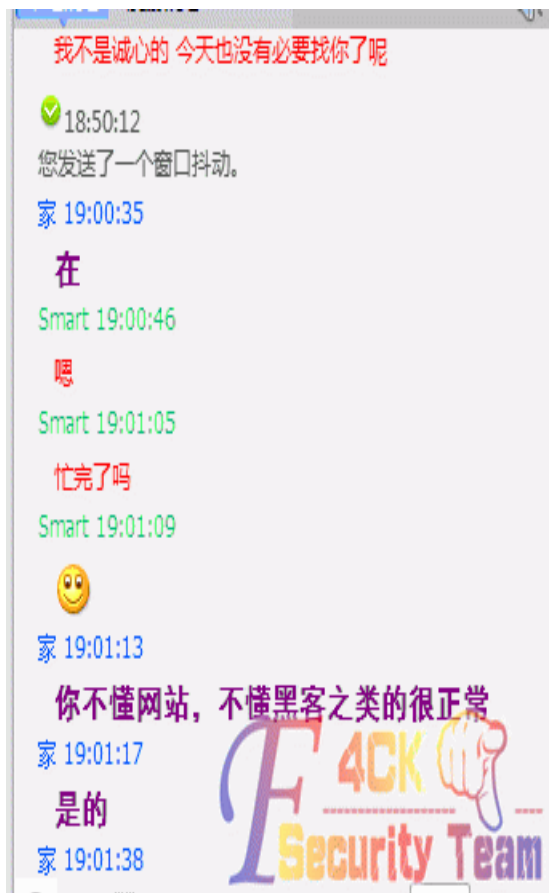 我不是诚心的 今天也没有必要找你了呢
18:50:12
您发送了一个窗口抖动。
家 19:00:35
在
Smart 19:00:46
嗯
Smart 19:01:05
忙完了吗
Smart 19:01:09
家 19:01:13
你不懂网站，不懂黑客之类的很正常
家 19:01:17
是的
家 19:01:38
F4CK
Security Team